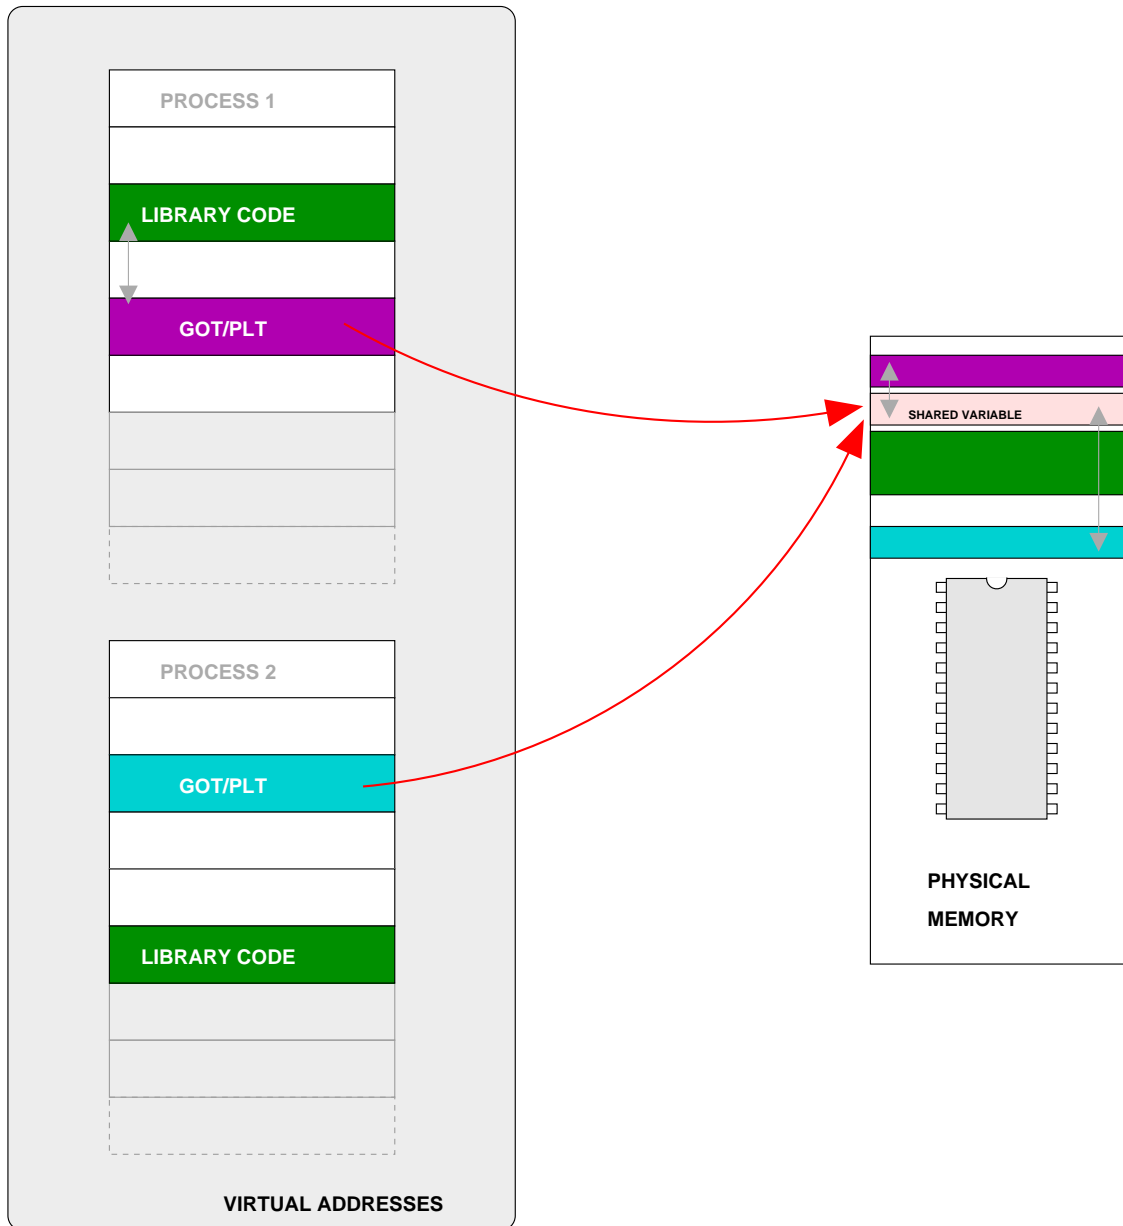 PROCESS 1
LIBRARY CODE
GOT/PLT
SHARED VARIABLE
PROCESS 2
GOT/PLT
PHYSICAL
MEMORY
LIBRARY CODE
VIRTUAL ADDRESSES